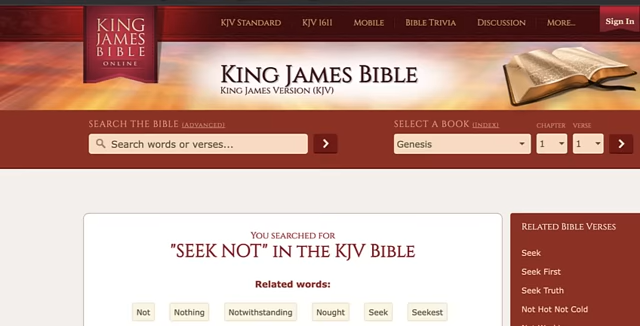 KING
JAMES
BIBLE
ONLINE
KJV STANDARD KJV 1611 MOBILE BIBLE TRIVIA DISCUSSION MORE... Sign In
KING JAMES BIBLE
KING JAMES VERSION (KJV)
SEARCH THE BIBLE (ADVANCED)
SELECT A BOOK (INDEX) CHAPTER VERSE
Search words or verses...
Genesis 1 1
YOU SEARCHED FOR
"SEEK NOT" IN THE KJV BIBLE
Related words:
Not Nothing Notwithstanding Nought Seek Seekest
RELATED BIBLE VERSES
Seek
Seek First
Seek Truth
Not Hot Not Cold